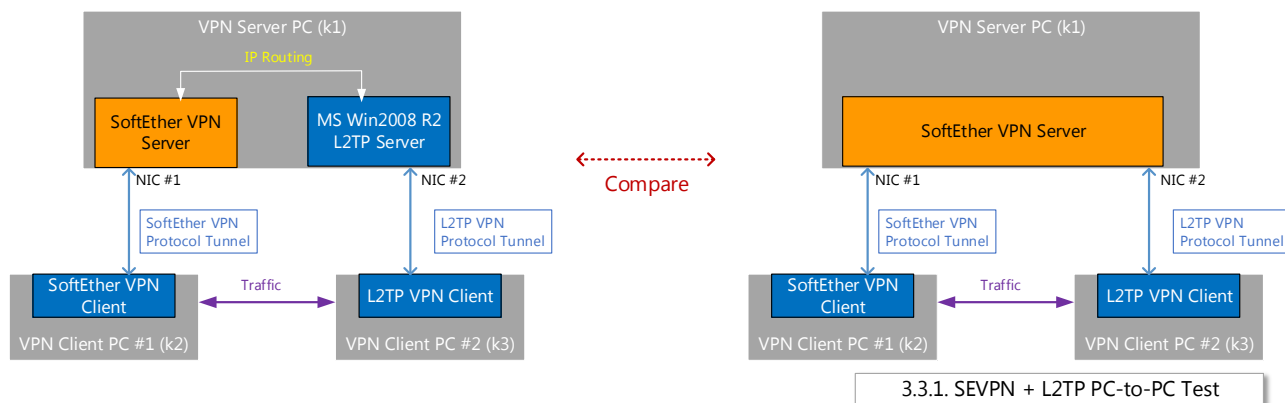 VPN Server PC (k1)
IP Routing
SoftEther VPN
Server
MS Win2008 R2
L2TP Server
NIC #1
NIC #2
SoftEther VPN
Protocol Tunnel
L2TP VPN
Protocol Tunnel
SoftEther VPN
Client
Traffic
L2TP VPN Client
VPN Client PC #1 (k2)
VPN Client PC #2 (k3)
Compare
VPN Server PC (k1)
SoftEther VPN Server
NIC #1
NIC #2
SoftEther VPN
Protocol Tunnel
L2TP VPN
Protocol Tunnel
SoftEther VPN
Client
Traffic
L2TP VPN Client
VPN Client PC #1 (k2)
VPN Client PC #2 (k3)
3.3.1. SEVPN + L2TP PC-to-PC Test